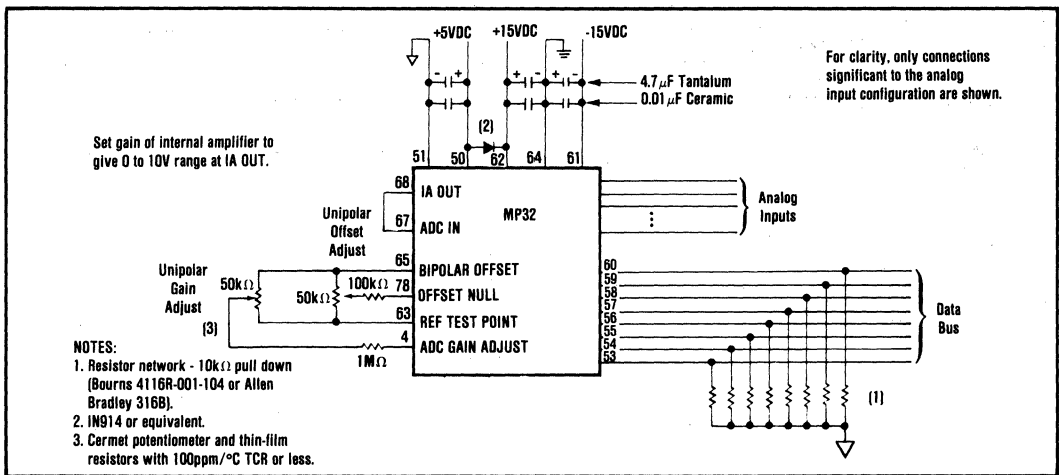 +5VDC +15VDC -15VDC
For clarity, only connections
significant to the analog
input configuration are shown.
- + + - + -
4.7μF Tantalum
0.01μF Ceramic
Set gain of internal amplifier to
give 0 to 10V range at IA OUT.
(2)
51 50 62 64 61
68 IA OUT
MP32
67 ADC IN
Analog
Inputs
Unipolar
Offset
Adjust
65 BIPOLAR OFFSET
Unipolar
Gain
Adjust
50kΩ
50kΩ
100kΩ
78 OFFSET NULL
63 REF TEST POINT
(3)
4 ADC GAIN ADJUST
1MΩ
60
59
58
57
56
55
54
53
Data
Bus
(1)
NOTES:
1. Resistor network - 10kΩ pull down
(Bourns 4116R-001-104 or Allen
Bradley 316B).
2. IN914 or equivalent.
3. Cermet potentiometer and thin-film
resistors with 100ppm/°C TCR or less.